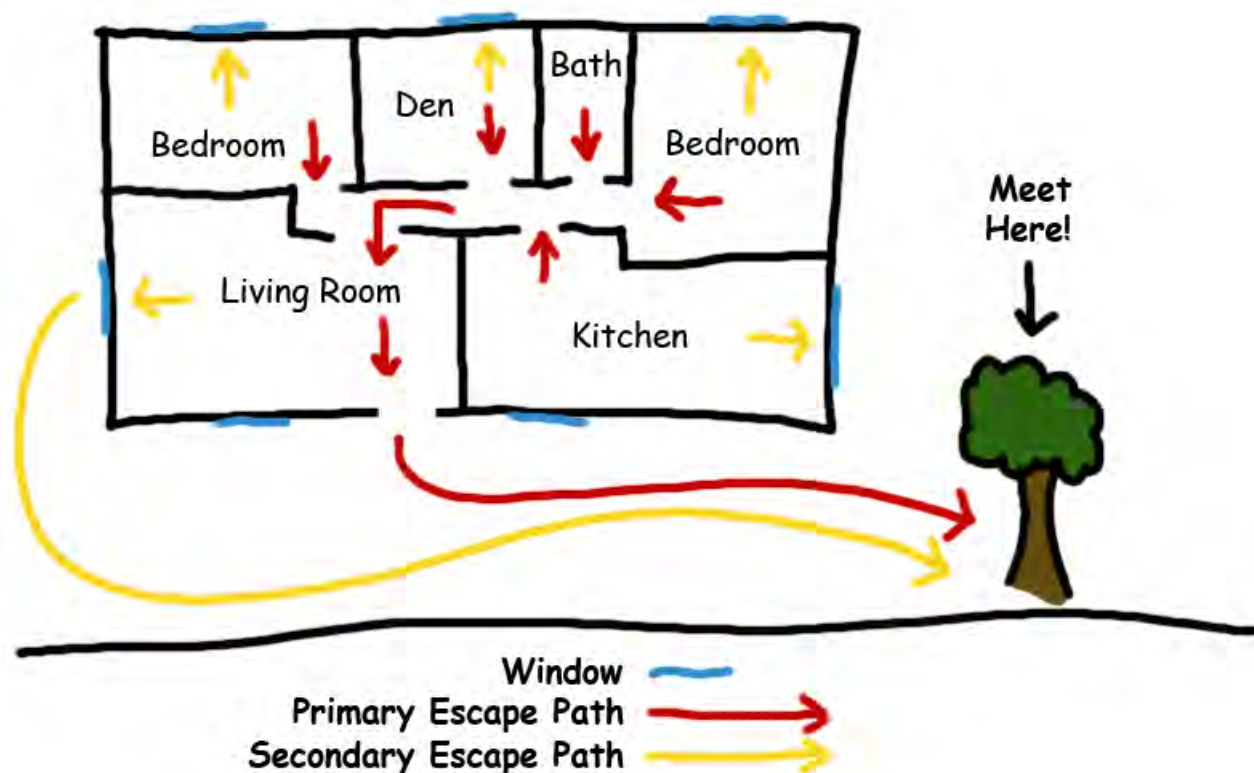 Bath
Den
Bedroom
Bedroom
Meet
Here!
Living Room
Kitchen
Window
Primary Escape Path
Secondary Escape Path